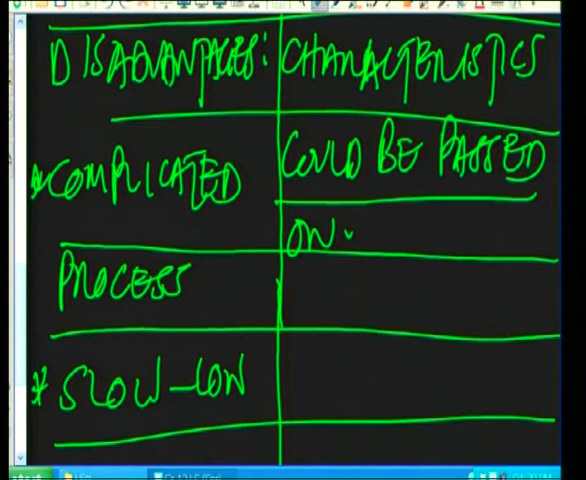 DISADVANTAGES: CHARACTERISTICS
*COMPLICATED COULD BE PASSED
ON.
PROCESS
* SLOW-LOW